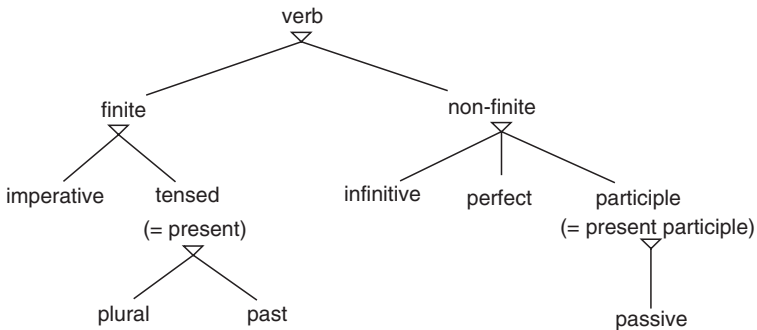 verb
finite
non-finite
imperative
tensed
(= present)
infinitive
perfect
participle
(= present participle)
plural
past
passive